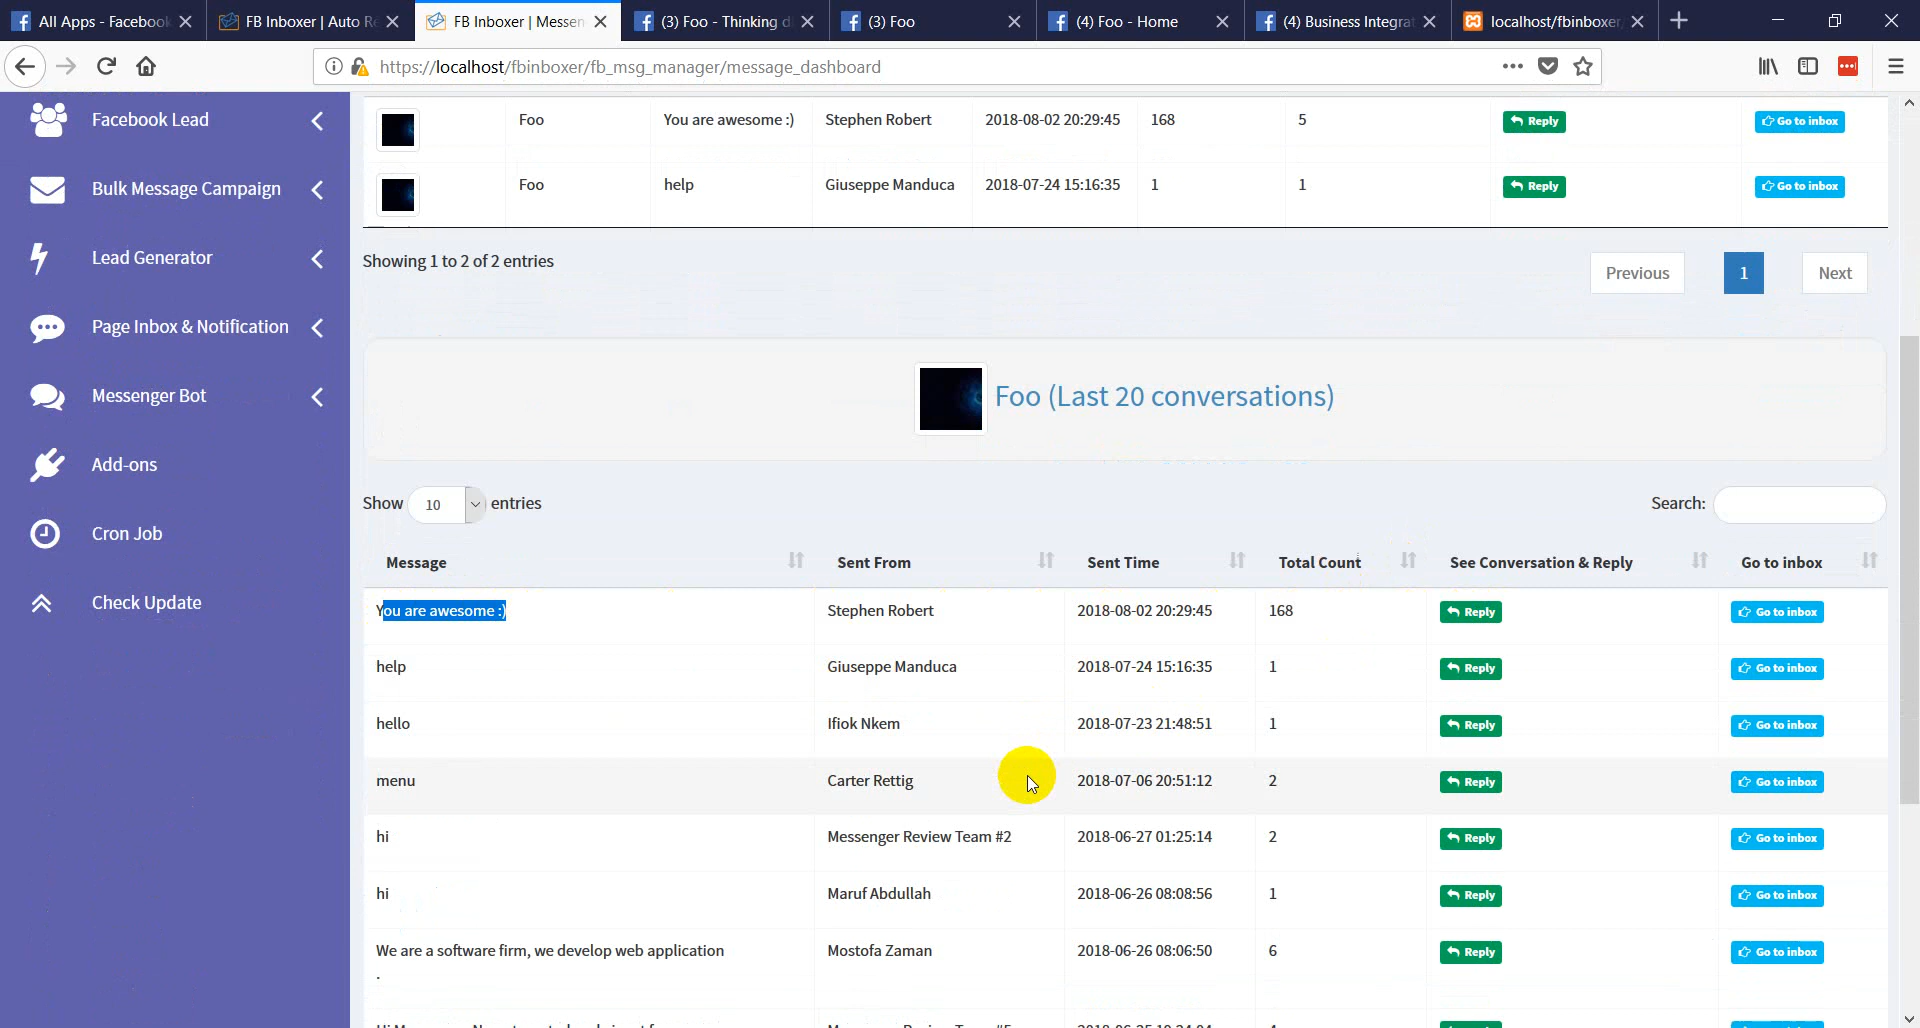 All Apps - Facebook
FB Inboxer | Auto Re
FB Inboxer | Messen
(3) Foo - Thinking d
(3) Foo
(4) Foo - Home
(4) Business Integrat
localhost/fbinboxer
https://localhost/fbinboxer/fb_msg_manager/message_dashboard
Facebook Lead
Bulk Message Campaign
Lead Generator
Page Inbox & Notification
Messenger Bot
Add-ons
Cron Job
Check Update
Foo You are awesome :) Stephen Robert 2018-08-02 20:29:45 168 5 Reply Go to inbox
Foo help Giuseppe Manduca 2018-07-24 15:16:35 1 1 Reply Go to inbox
Showing 1 to 2 of 2 entries
Previous 1 Next
Foo (Last 20 conversations)
Show 10 entries Search:
Message Sent From Sent Time Total Count See Conversation & Reply Go to inbox
You are awesome :) Stephen Robert 2018-08-02 20:29:45 168 Reply Go to inbox
help Giuseppe Manduca 2018-07-24 15:16:35 1 Reply Go to inbox
hello Ifiok Nkem 2018-07-23 21:48:51 1 Reply Go to inbox
menu Carter Rettig 2018-07-06 20:51:12 2 Reply Go to inbox
hi Messenger Review Team #2 2018-06-27 01:25:14 2 Reply Go to inbox
hi Maruf Abdullah 2018-06-26 08:08:56 1 Reply Go to inbox
We are a software firm, we develop web application Mostofa Zaman 2018-06-26 08:06:50 6 Reply Go to inbox
.